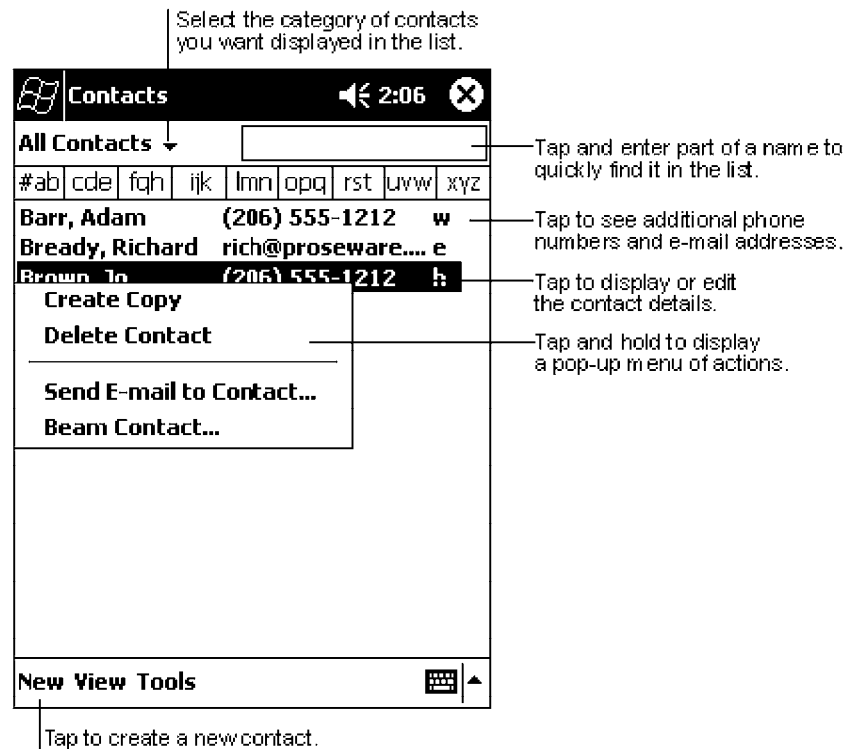 Select the category of contacts
you want displayed in the list.
Contacts 2:06
All Contacts
Tap and enter part of a name to
quickly find it in the list.
#ab cde fgh ijk lmn opq rst uvw xyz
Barr, Adam (206) 555-1212 w
Tap to see additional phone
numbers and e-mail addresses.
Bready, Richard rich@proseware.... e
Brown, Jo (206) 555-1212 h
Tap to display or edit
the contact details.
Create Copy
Delete Contact
Tap and hold to display
a pop-up menu of actions.
Send E-mail to Contact...
Beam Contact...
New View Tools
Tap to create a new contact.